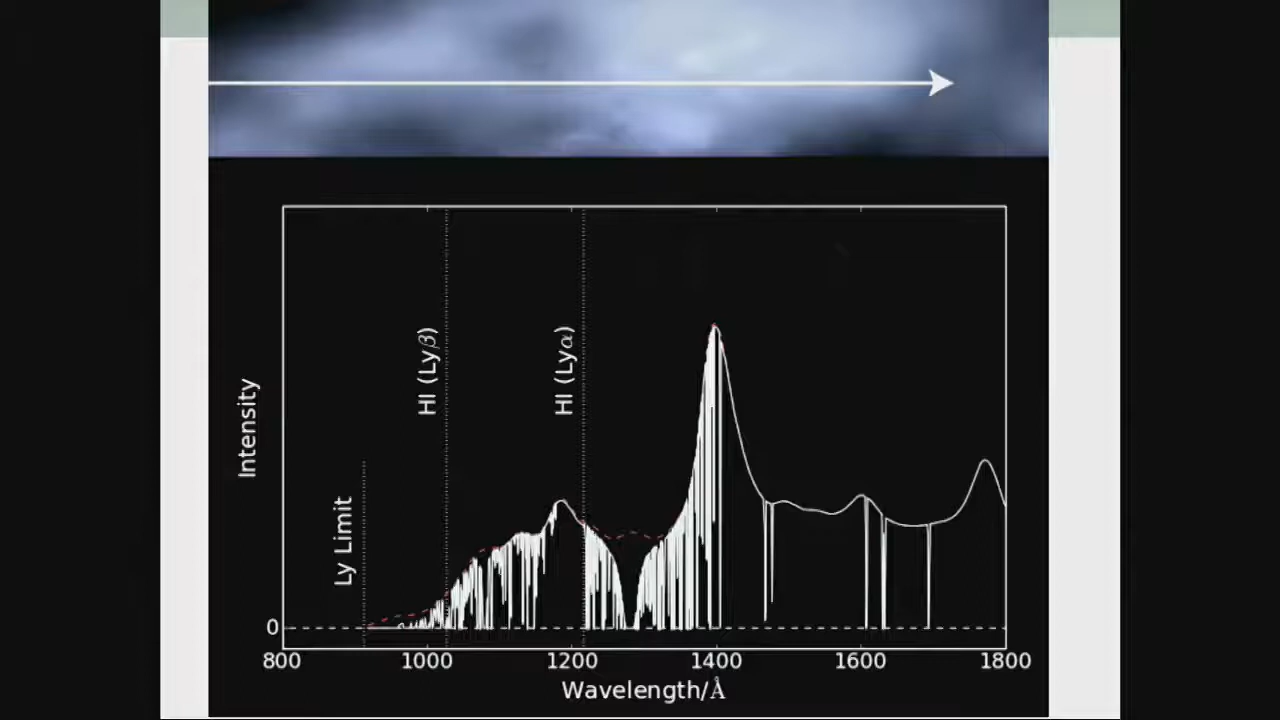 HI (Lyβ)
HI (Lyα)
Intensity
Ly Limit
0
800 1000 1200 1400 1600 1800
Wavelength/Å